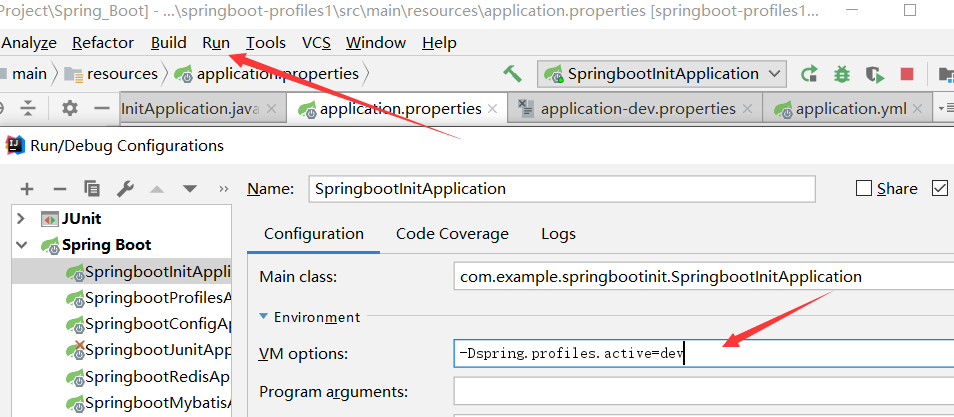 Project\Spring_Boot] - ...\springboot-profiles1\src\main\resources\application.properties [springboot-profiles1...
Analyze Refactor Build Run Tools VCS Window Help
main resources application.properties SpringbootInitApplication
InitApplication.java application.properties application-dev.properties application.yml
Run/Debug Configurations
Name: SpringbootInitApplication Share
JUnit
Spring Boot
Configuration Code Coverage Logs
SpringbootInitAppli
Main class: com.example.springbootinit.SpringbootInitApplication
SpringbootProfilesA
Environment
SpringbootConfigAp
VM options: -Dspring.profiles.active=dev
SpringbootJunitApp
SpringbootRedisAp
Program arguments:
SpringbootMybatisA